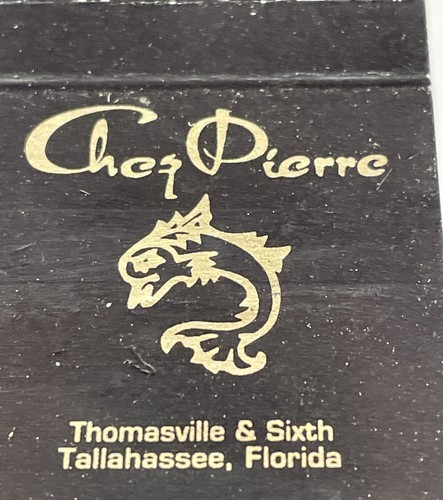 Chez Pierre
Thomasville & Sixth
Tallahassee, Florida